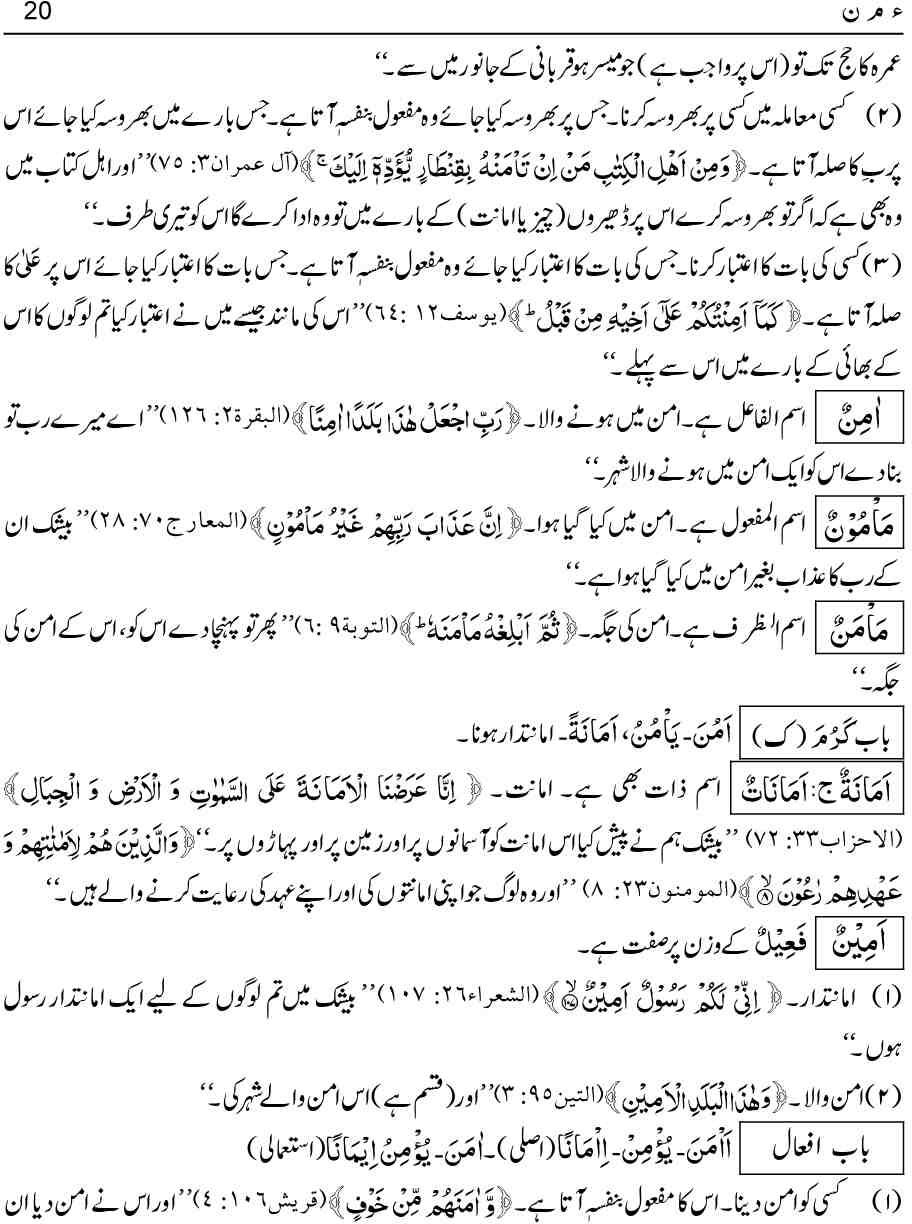 ء م ن 20
عمرہ کا حج تک تو (اس پر واجب ہے) جو میسر ہو قربانی کے جانور میں سے۔‘‘
(۲) کسی معاملہ میں کسی پر بھروسہ کرنا۔ جس پر بھروسہ کیا جائے وہ مفعول بنفسہٖ آتا ہے۔ جس بارے میں بھروسہ کیا جائے اس
پر بِ کا صلہ آتا ہے۔ ﴿وَمِنْ اَهْلِ الْكِتٰبِ مَنْ اِنْ تَاْمَنْهُ بِقِنْطَارٍ يُّؤَدِّهٖٓ اِلَيْكَ ۚ﴾ (آل عمران۳: ۷۵) ’’اور اھل کتاب میں
وہ بھی ہے کہ اگر تو بھروسہ کرے اس پر ڈھیروں (چیز یا امانت) کے بارے میں تو وہ ادا کرے گا اس کو تیری طرف۔‘‘
(۳) کسی کی بات کا اعتبار کرنا۔ جس کی بات کا اعتبار کیا جائے وہ مفعول بنفسہٖ آتا ہے۔ جس بات کا اعتبار کیا جائے اس پر عَلٰی کا
صلہ آتا ہے۔ ﴿كَمَآ اَمِنْتُكُمْ عَلٰٓى اَخِيْهِ مِنْ قَبْلُ ؕ﴾ (یوسف۱۲: ۶۴) ’’اس کی مانند جیسے میں نے اعتبار کیا تم لوگوں کا اس
کے بھائی کے بارے میں اس سے پہلے۔‘‘
اٰمِنٌ اسم الفاعل ہے۔ امن میں ہونے والا۔ ﴿رَبِّ اجْعَلْ هٰذَا بَلَدًا اٰمِنًا﴾ (البقرۃ۲: ۱۲۶) ’’اے میرے رب تو
بنا دے اس کو ایک امن میں ہونے والا شہر۔‘‘
مَاْمُوْنٌ اسم المفعول ہے۔ امن میں کیا گیا ہوا۔ ﴿اِنَّ عَذَابَ رَبِّهِمْ غَيْرُ مَاْمُوْنٍ﴾ (المعارج۷۰: ۲۸) ’’بیشک ان
کے رب کا عذاب بغیر امن میں کیا گیا ہوا ہے۔‘‘
مَاْمَنٌ اسم الظرف ہے۔ امن کی جگہ۔ ﴿ثُمَّ اَبْلِغْهُ مَاْمَنَهٗ ؕ﴾ (التوبۃ۹: ۶) ’’پھر تو پہنچا دے اس کو، اس کے امن کی
جگہ۔‘‘
باب كَرُمَ (ک) اَمُنَ۔ يَاْمُنُ، اَمَانَةً۔ امانتدار ہونا۔
اَمَانَةٌ ج: اَمَانَاتٌ اسم ذات بھی ہے۔ امانت۔ ﴿اِنَّا عَرَضْنَا الْاَمَانَةَ عَلَى السَّمٰوٰتِ وَ الْاَرْضِ وَ الْجِبَالِ﴾
(الاحزاب۳۳: ۷۲) ’’بیشک ہم نے پیش کیا اس امانت کو آسمانوں پر اور زمین پر اور پہاڑوں پر۔‘‘ ﴿وَالَّذِيْنَ هُمْ لِاَمٰنٰتِهِمْ وَ
عَهْدِهِمْ رٰعُوْنَ ۙ۸﴾ (المومنون۲۳: ۸) ’’اور وہ لوگ جو اپنی امانتوں کی اور اپنے عہد کی رعایت کرنے والے ہیں۔‘‘
اَمِيْنٌ فَعِيْلٌ کے وزن پر صفت ہے۔
(۱) امانتدار۔ ﴿اِنِّيْ لَكُمْ رَسُوْلٌ اَمِيْنٌ ۙ۱۰۷﴾ (الشعراء۲۶: ۱۰۷) ’’بیشک میں تم لوگوں کے لیے ایک امانتدار رسول
ہوں۔‘‘
(۲) امن والا۔ ﴿وَهٰذَا الْبَلَدِ الْاَمِيْنِ﴾ (التین۹۵: ۳) ’’اور (قسم ہے) اس امن والے شہر کی۔‘‘
باب افعال اَاْمَنَ۔ يُؤْمِنُ۔ اِاْمَانًا (اصلی)۔ اٰمَنَ۔ يُؤْمِنُ اِيْمَانًا (استعمالی)
(۱) کسی کو امن دینا۔ اس کا مفعول بنفسہٖ آتا ہے۔ ﴿وَّ اٰمَنَهُمْ مِّنْ خَوْفٍ﴾ (قریش۱۰۶: ۴) ’’اور اس نے امن دیا ان